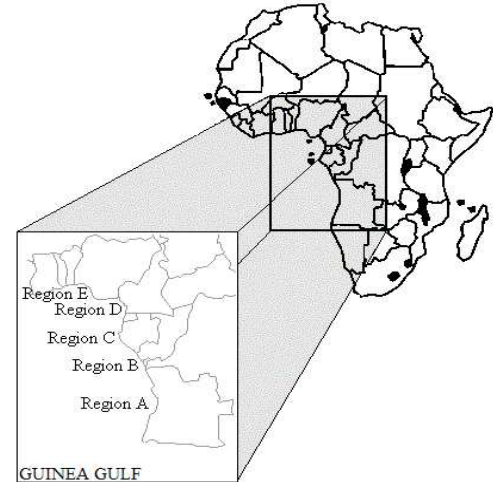 Region E
Region D
Region C
Region B
Region A
GUINEA GULF